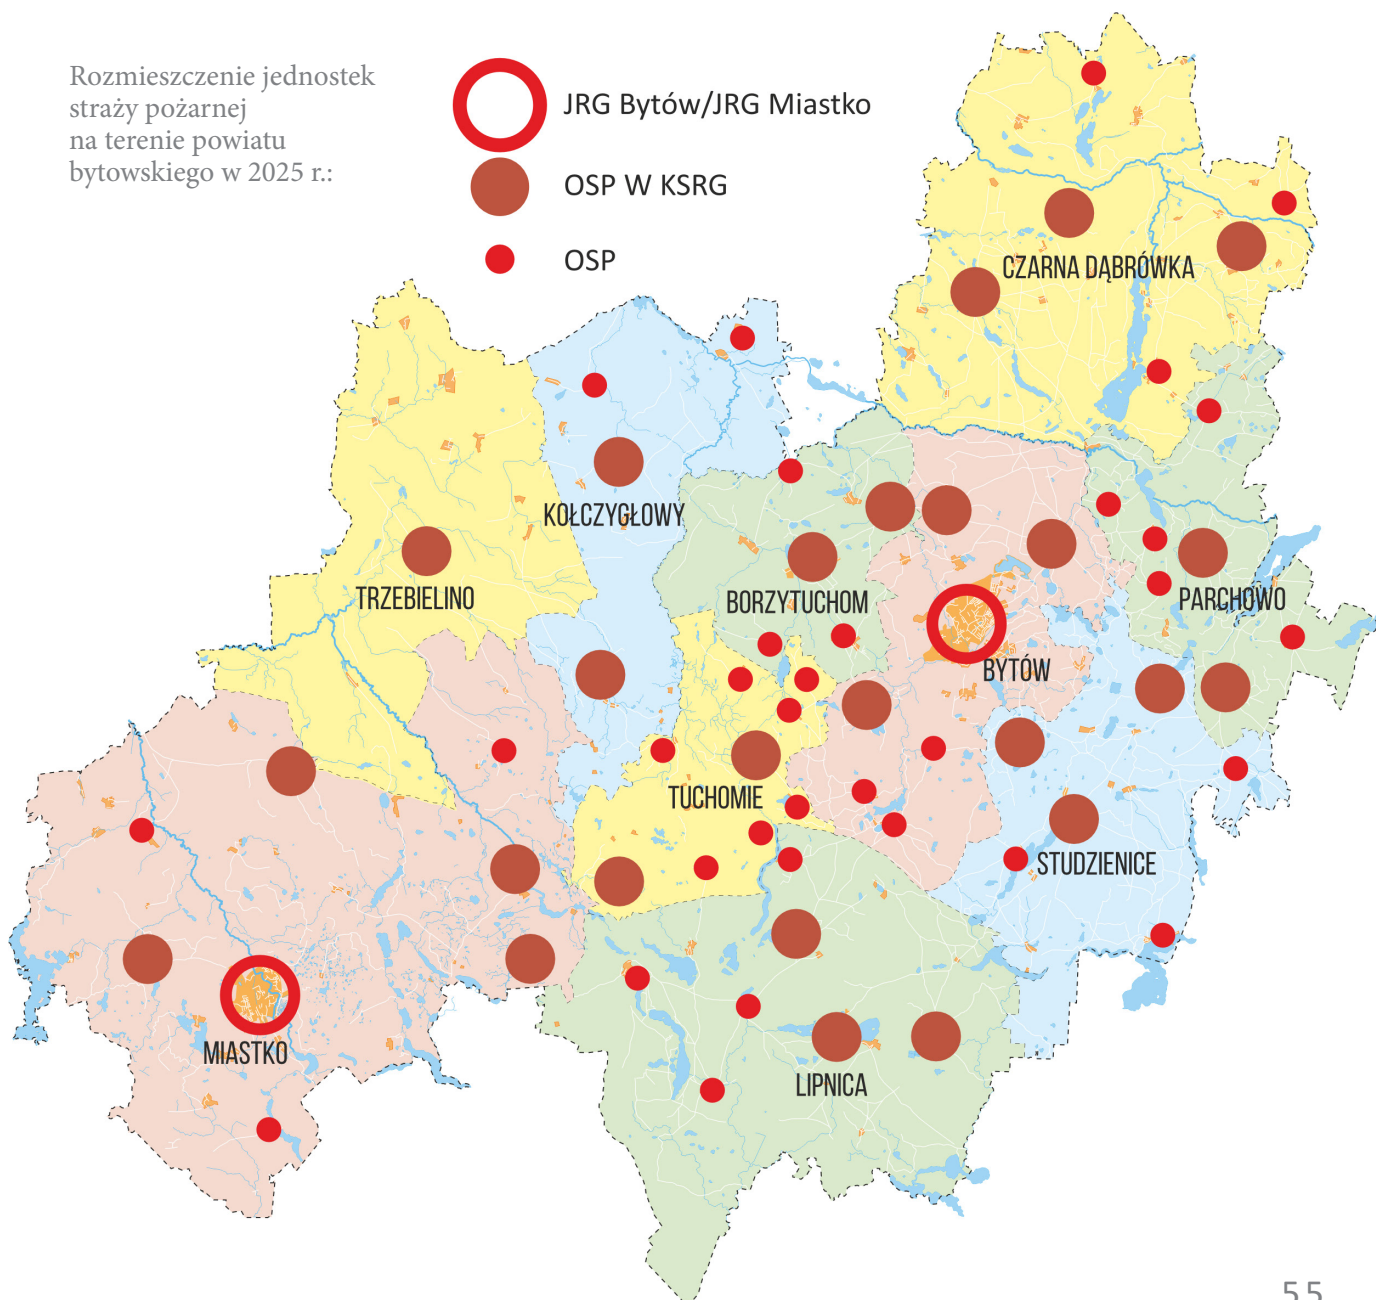 Rozmieszczenie jednostek
straży pożarnej
na terenie powiatu
bytowskiego w 2025 r.:
JRG Bytów/JRG Miastko
OSP W KSRG
OSP
CZARNA DĄBRÓWKA
KOŁCZYGŁOWY
TRZEBIELINO
BORZYTUCHOM
PARCHOWO
BYTÓW
TUCHOMIE
STUDZIENICE
MIASTKO
LIPNICA
55